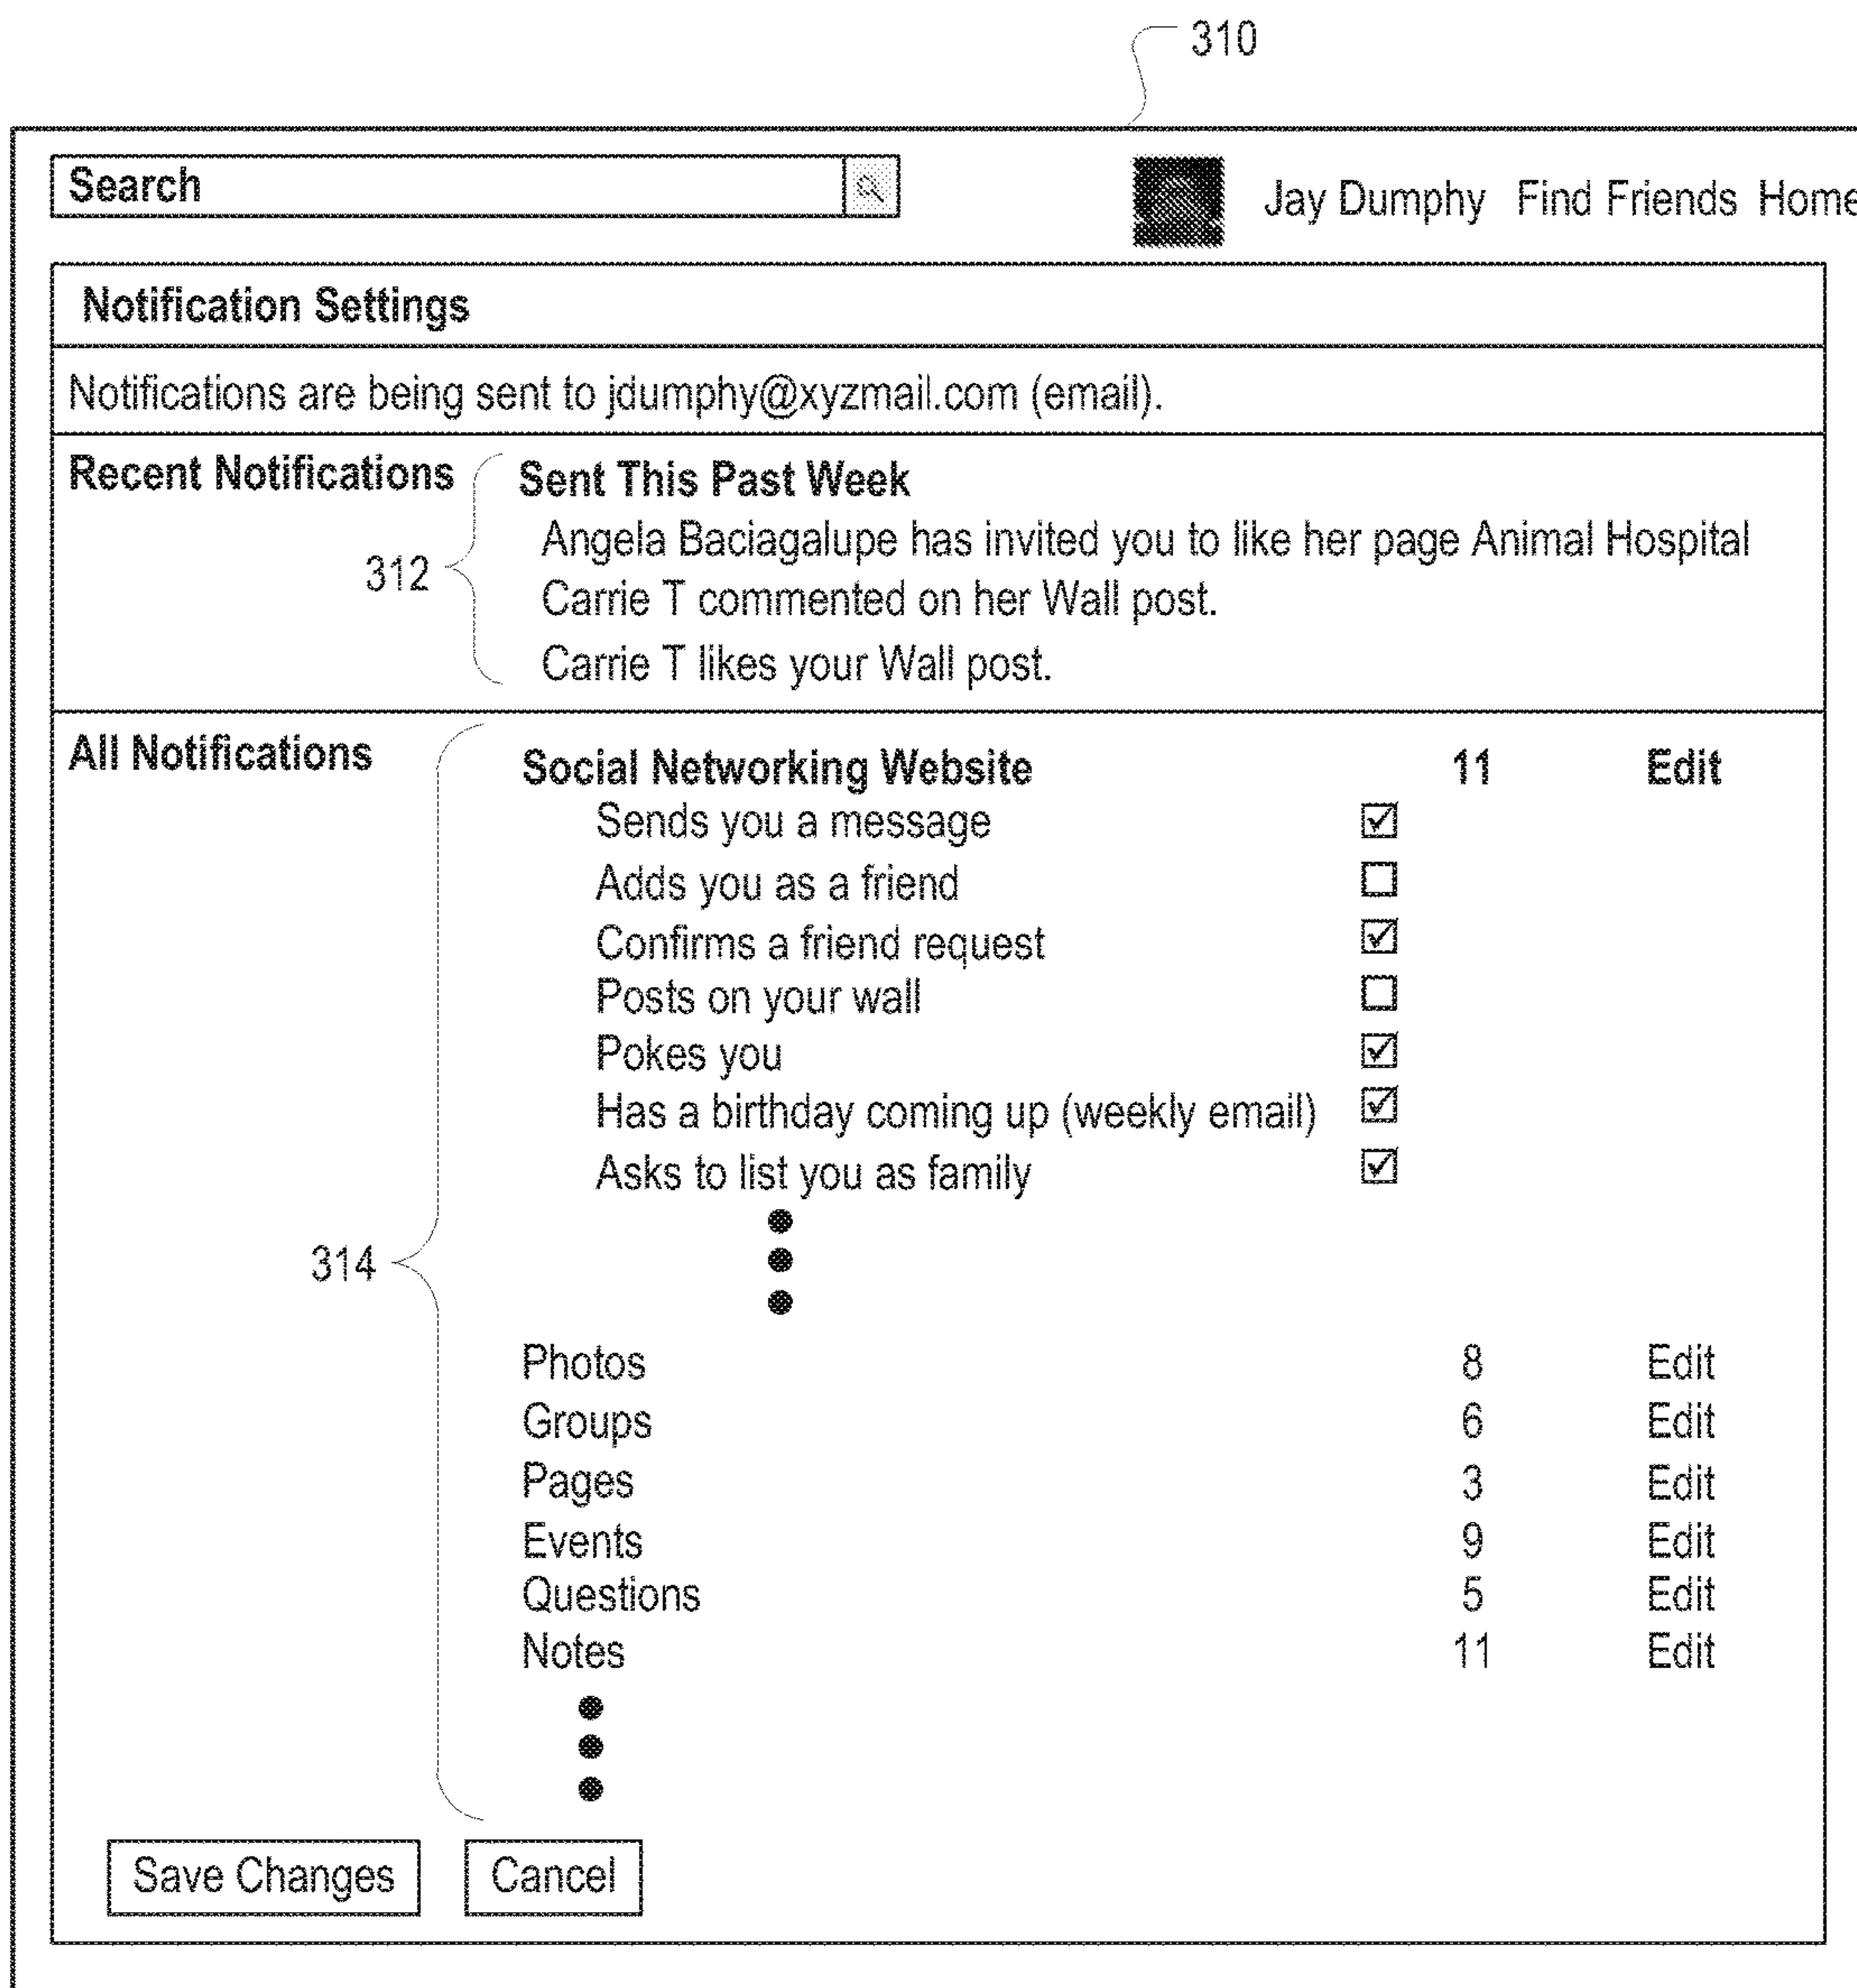 310
Search
Jay Dumphy Find Friends Home
Notification Settings
Notifications are being sent to jdumphy@xyzmail.com (email).
Recent Notifications
312
Sent This Past Week
Angela Baciagalupe has invited you to like her page Animal Hospital
Carrie T commented on her Wall post.
Carrie T likes your Wall post.
All Notifications
314
Social Networking Website 11 Edit
Sends you a message
Adds you as a friend
Confirms a friend request
Posts on your wall
Pokes you
Has a birthday coming up (weekly email)
Asks to list you as family
Photos 8 Edit
Groups 6 Edit
Pages 3 Edit
Events 9 Edit
Questions 5 Edit
Notes 11 Edit
Save Changes Cancel